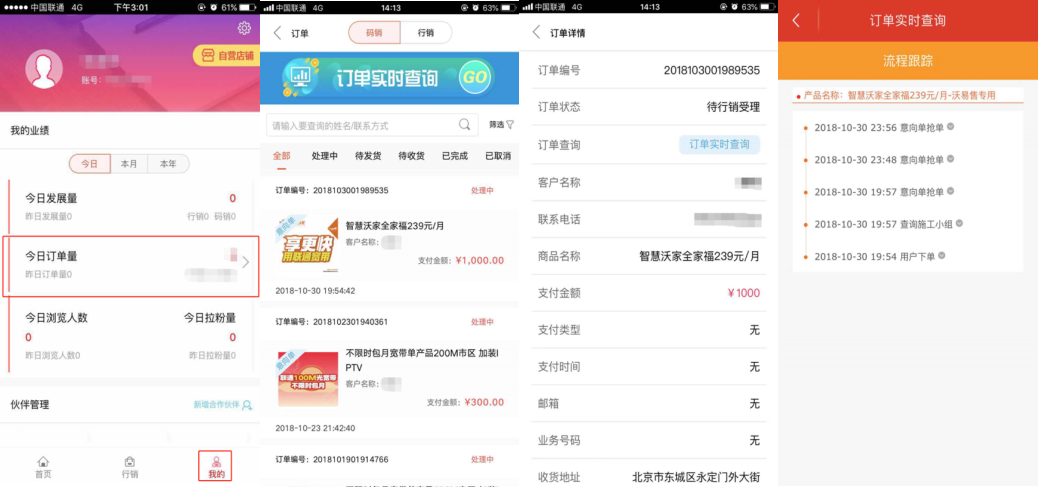 中国联通 4G
下午3:01
61%
自营店铺
账号：
我的业绩
今日
本月
本年
今日发展量
0
昨日发展量0
行销0 码销0
今日订单量
昨日订单量0
今日浏览人数
今日拉粉量
0
0
昨日浏览人数0
昨日拉粉量0
伙伴管理
新增合作伙伴
首页
行销
我的
中国联通 4G
14:13
63%
订单
码销
行销
订单实时查询
GO
请输入要查询的姓名/联系方式
筛选
全部
处理中
待发货
待收货
已完成
已取消
订单编号：2018103001989535
处理中
意向单
享更快
用联通宽带
智慧沃家全家福239元/月
客户名称：
支付金额：¥1,000.00
2018-10-30 19:54:42
订单编号：2018102301940361
处理中
意向单
联通100M光宽带
不限时包月
不限时包月宽带单产品200M市区 加装I
PTV
客户名称：
支付金额：¥300.00
2018-10-23 21:42:40
订单编号：2018101901914766
处理中
中国联通 4G
14:13
63%
订单详情
订单编号
2018103001989535
订单状态
待行销受理
订单查询
订单实时查询
客户名称
联系电话
商品名称
智慧沃家全家福239元/月
支付金额
¥1000
支付类型
无
支付时间
无
邮箱
无
业务号码
无
收货地址
北京市东城区永定门外大街
订单实时查询
流程跟踪
产品名称：智慧沃家全家福239元/月-沃易售专用
2018-10-30 23:56 意向单抢单
2018-10-30 23:48 意向单抢单
2018-10-30 19:57 意向单抢单
2018-10-30 19:57 查询施工小组
2018-10-30 19:54 用户下单